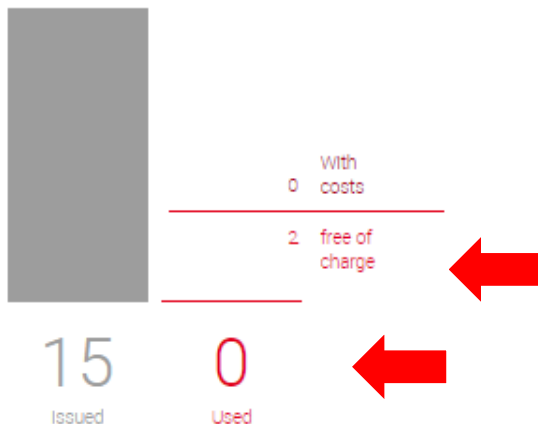 With
0 costs
2 free of
charge
15 0
Issued Used